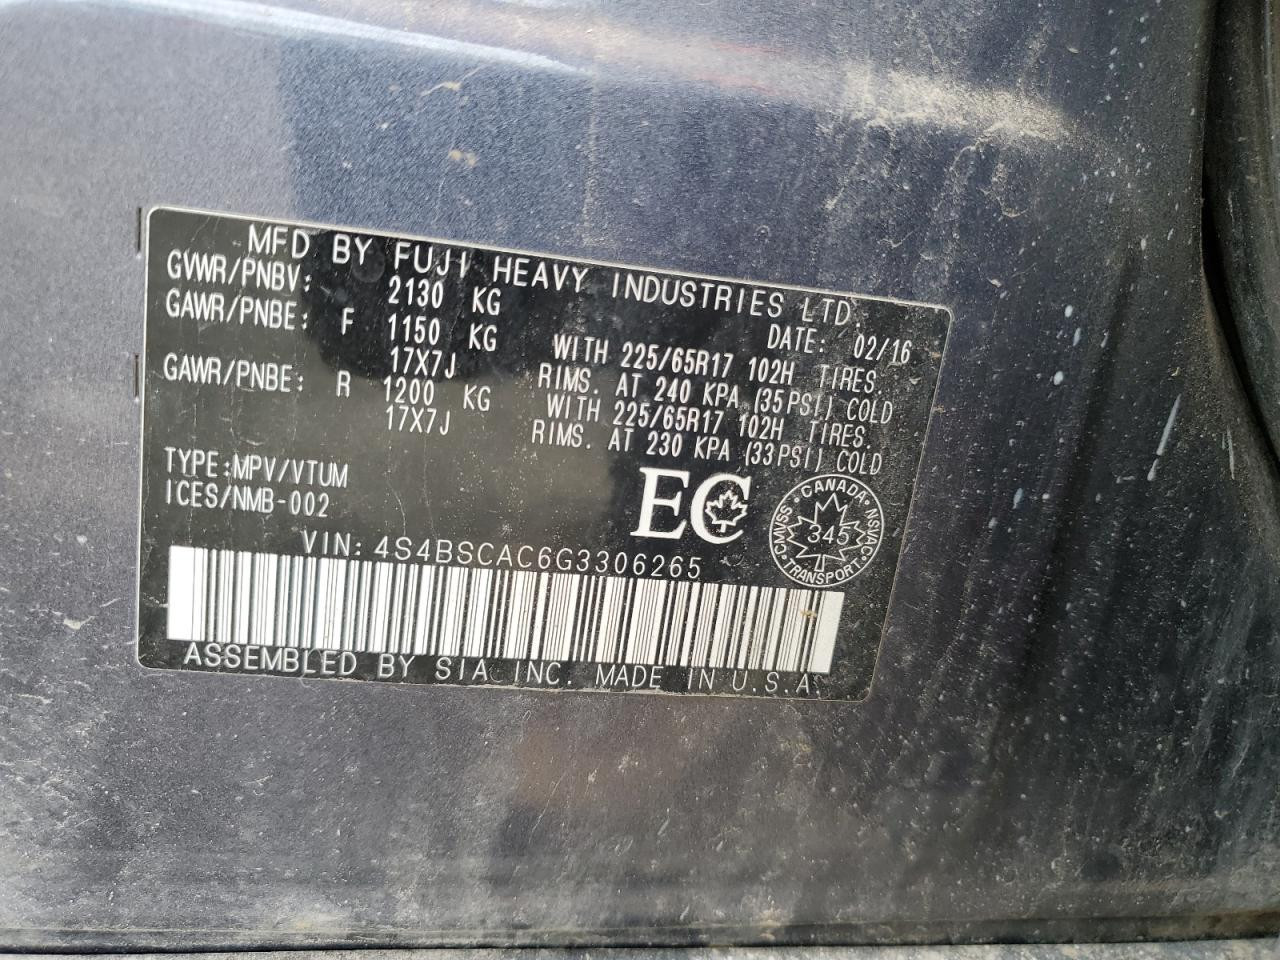 MFD BY FUJI HEAVY INDUSTRIES LTD.
GVWR/PNBV: 2130 KG DATE: 02/16
GAWR/PNBE: F 1150 KG WITH 225/65R17 102H TIRES
17X7J RIMS. AT 240 KPA (35PSI) COLD
GAWR/PNBE: R 1200 KG WITH 225/65R17 102H TIRES.
17X7J RIMS. AT 230 KPA (33PSI) COLD
TYPE:MPV/VTUM
ICES/NMB-002
EC
CANADA
CMVSS 345 NSVAC
TRANSPORT
VIN: 4S4BSCAC6G3306265
ASSEMBLED BY SIA INC. MADE IN U.S.A.